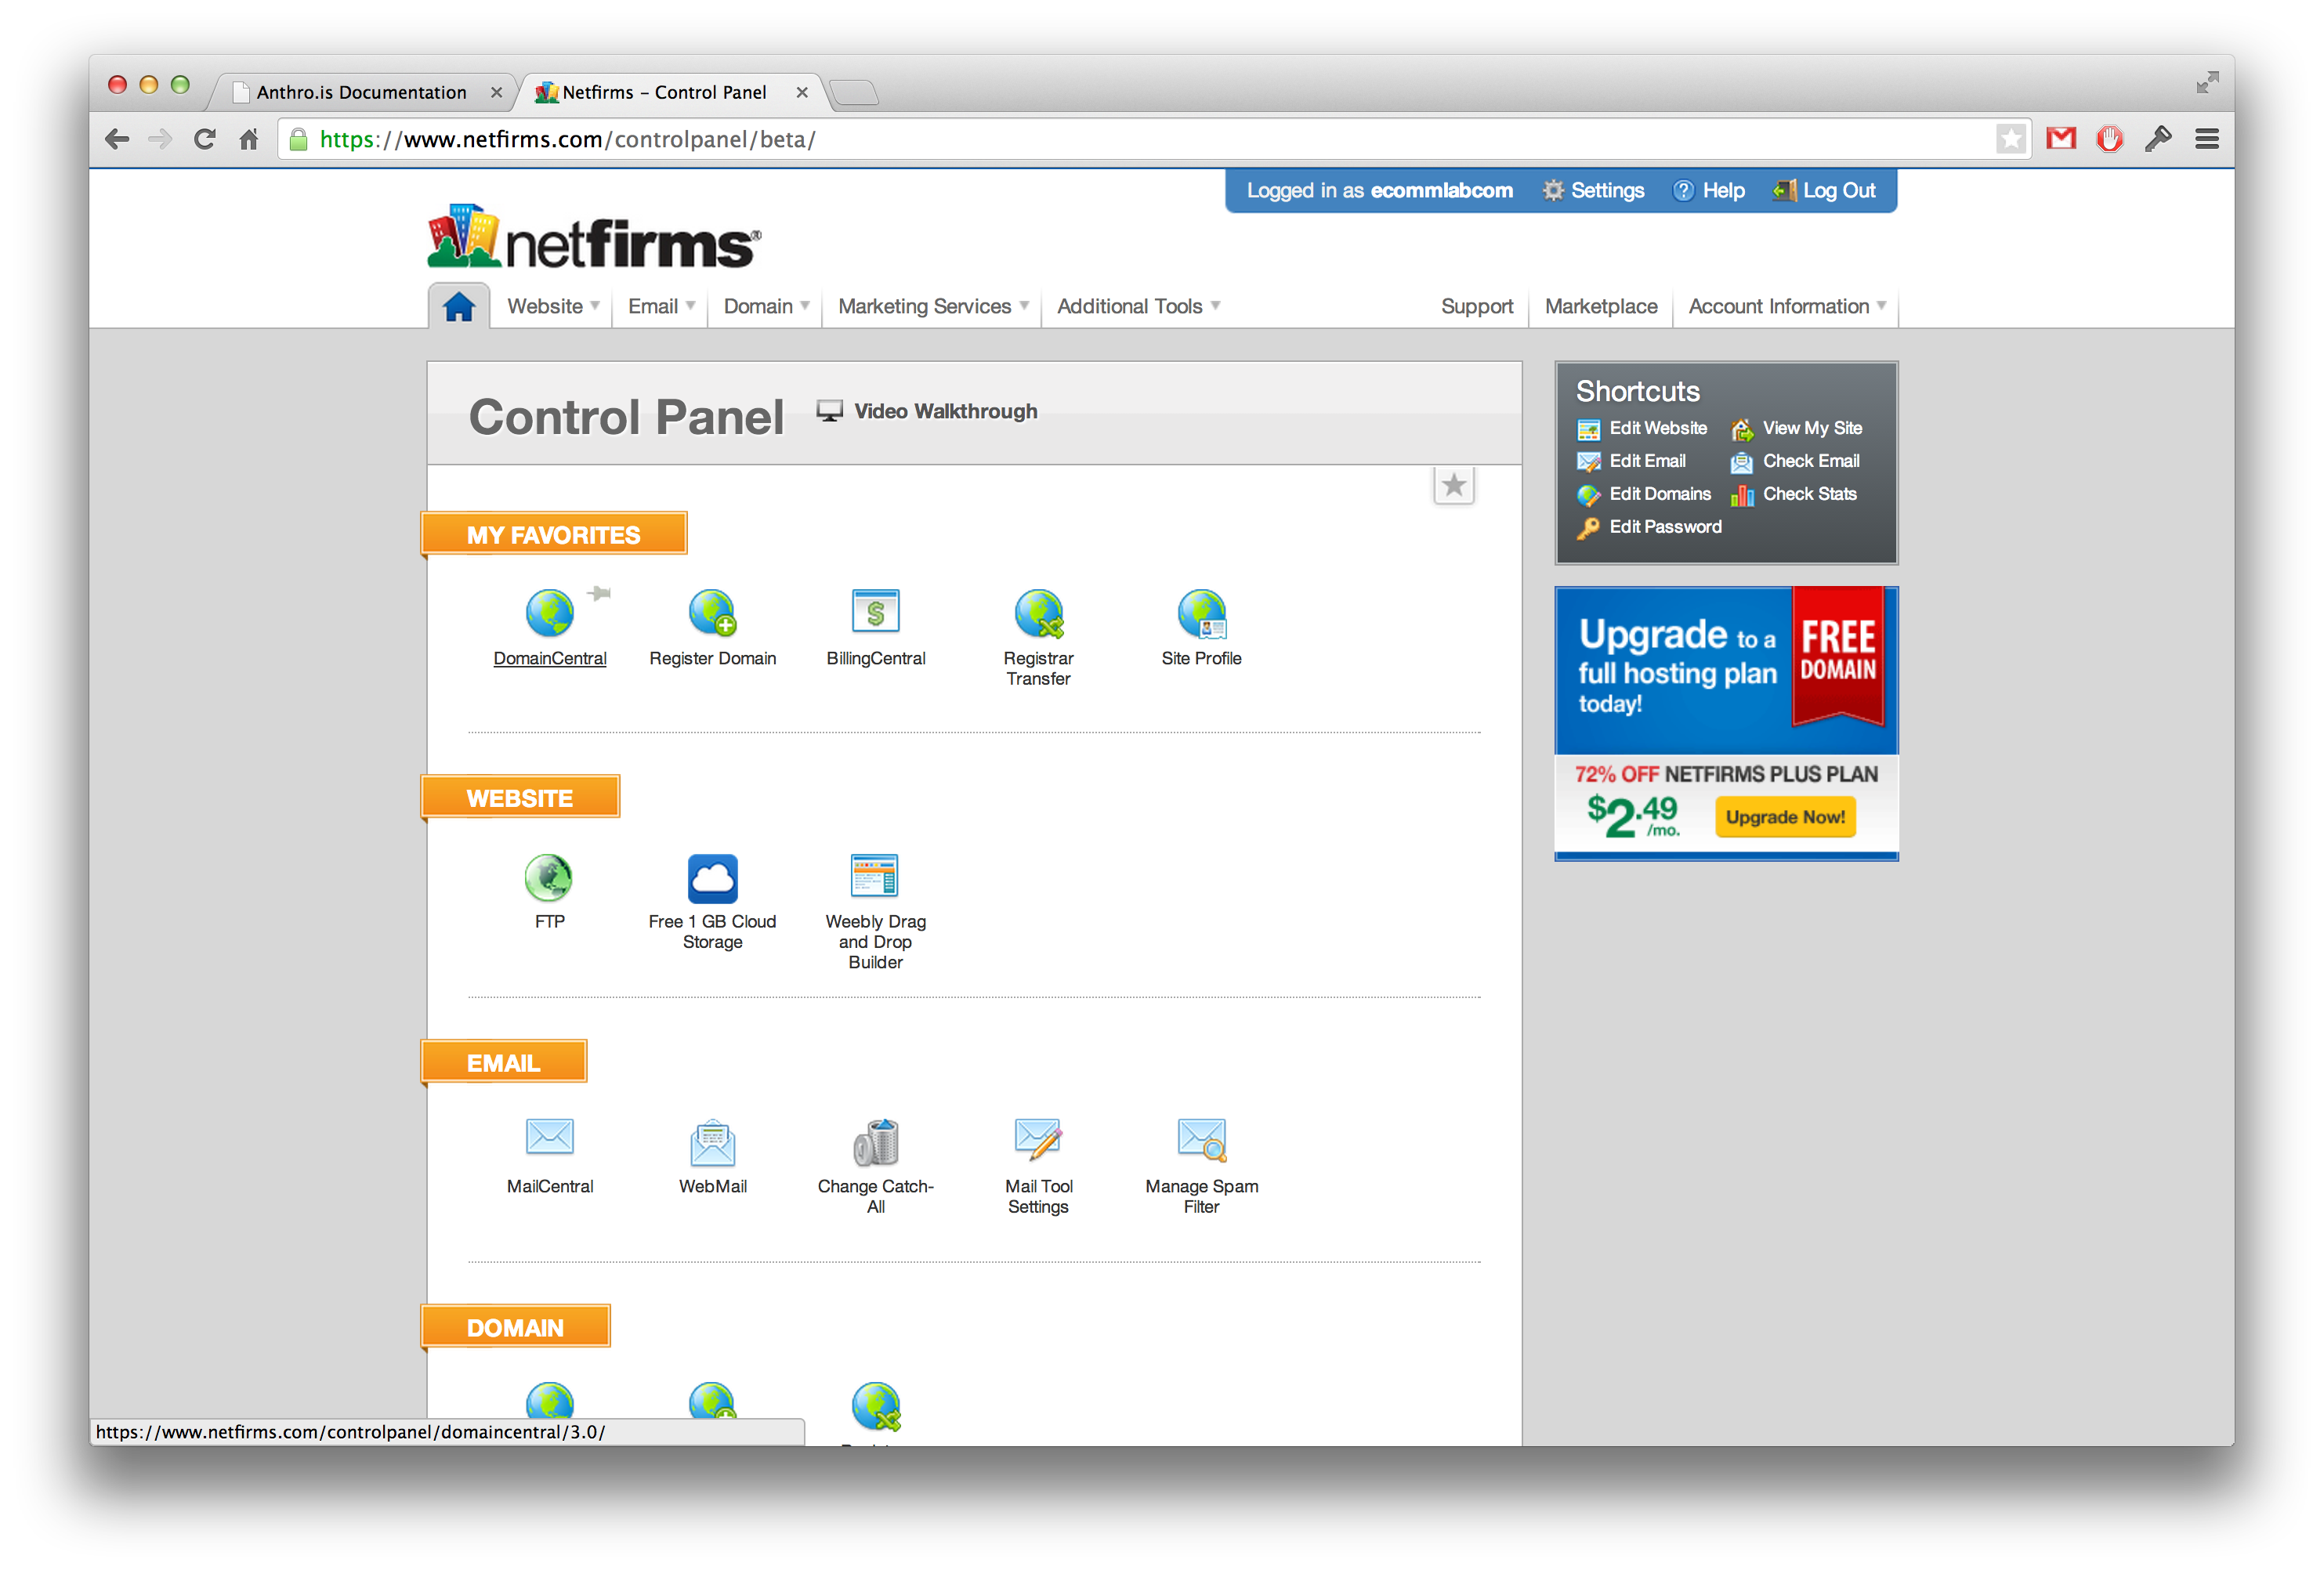 Anthro.is Documentation
Netfirms – Control Panel
https://www.netfirms.com/controlpanel/beta/
Logged in as ecommlabcom Settings Help Log Out
netfirms®
Website Email Domain Marketing Services Additional Tools Support Marketplace Account Information
Control Panel Video Walkthrough
MY FAVORITES
DomainCentral
Register Domain
BillingCentral
Registrar
Transfer
Site Profile
WEBSITE
FTP
Free 1 GB Cloud
Storage
Weebly Drag
and Drop
Builder
EMAIL
MailCentral
WebMail
Change Catch-
All
Mail Tool
Settings
Manage Spam
Filter
DOMAIN
https://www.netfirms.com/controlpanel/domaincentral/3.0/
Shortcuts
Edit Website View My Site
Edit Email Check Email
Edit Domains Check Stats
Edit Password
Upgrade to a
full hosting plan
today!
FREE
DOMAIN
72% OFF NETFIRMS PLUS PLAN
$2.49
/mo.
Upgrade Now!